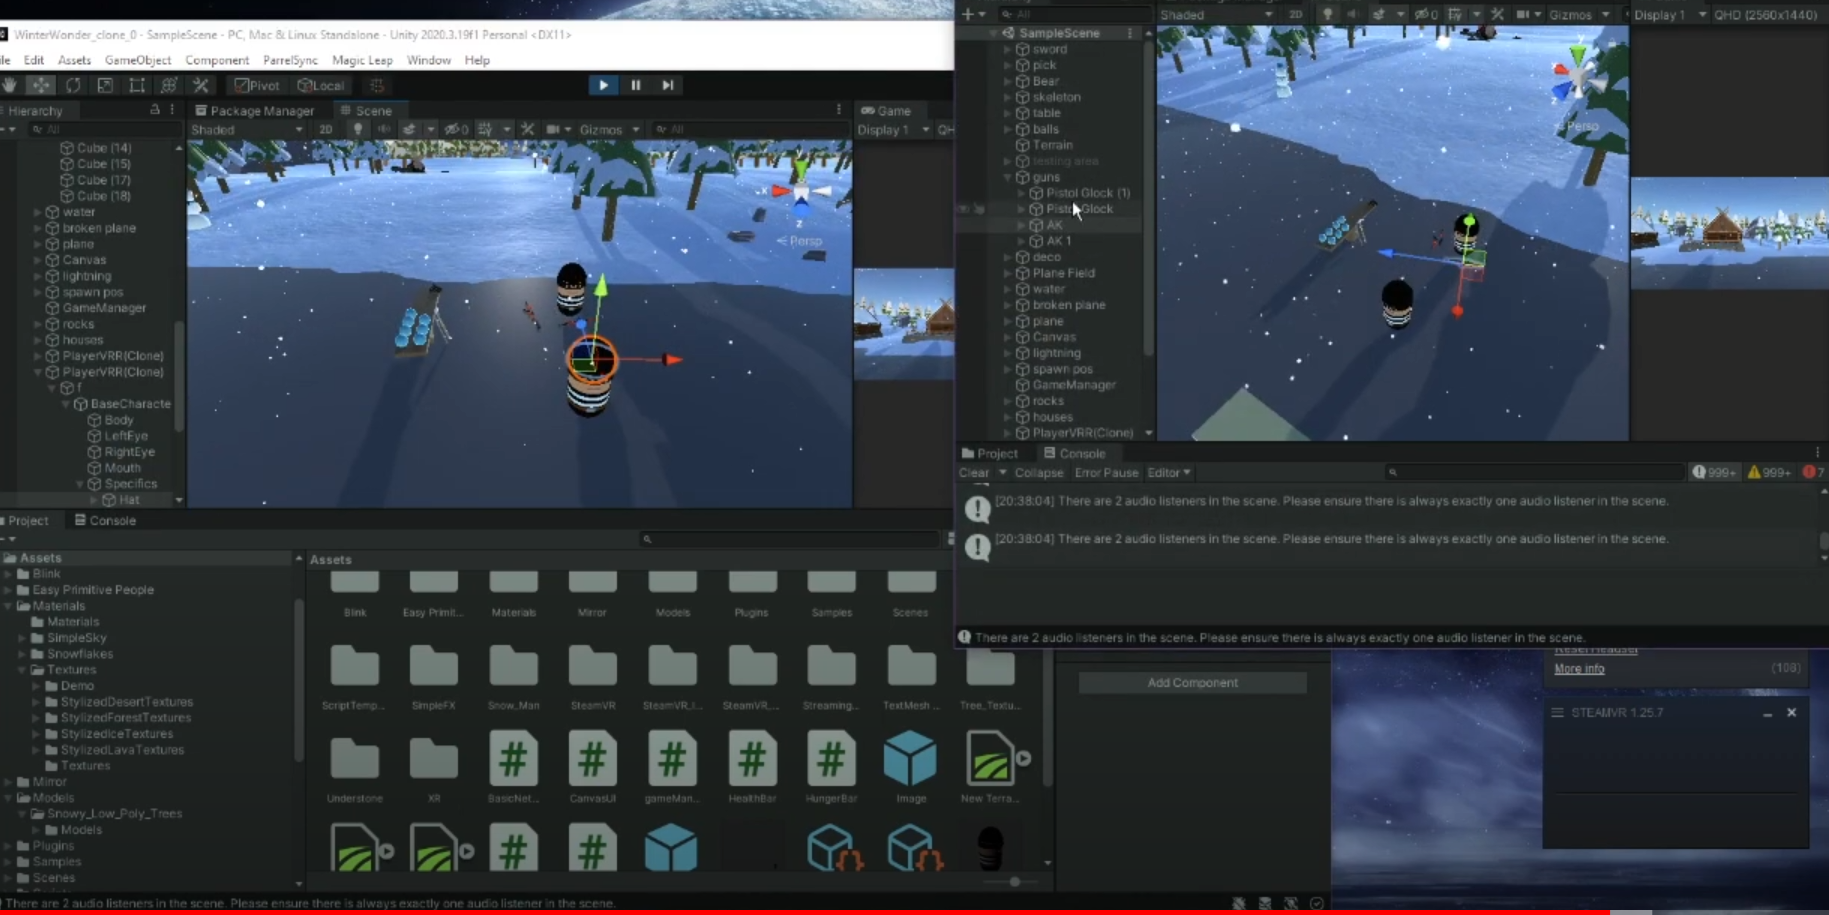 WinterWonder_clone_0 - SampleScene - PC, Mac & Linux Standalone - Unity 2020.3.19f1 Personal <DX11>
Edit Assets GameObject Component ParrelSync Magic Leap Window Help
Pivot Local
Hierarchy
All
Cube (14)
Cube (15)
Cube (17)
Cube (18)
water
broken plane
plane
Canvas
lightning
spawn pos
GameManager
rocks
houses
PlayerVRR(Clone)
PlayerVRR(Clone)
f
BaseCharacte
Body
LeftEye
RightEye
Mouth
Specifics
Hat
Package Manager Scene
Shaded 2D 0 Gizmos All
x
z
Persp
Game
Display 1 QH
All
SampleScene
sword
pick
Bear
skeleton
table
balls
Terrain
testing area
guns
Pistol Glock (1)
Pistol Glock
AK
AK 1
deco
Plane Field
water
broken plane
plane
Canvas
lightning
spawn pos
GameManager
rocks
houses
PlayerVRR(Clone)
Shaded 2D 0 Gizmos
Persp
Display 1 QHD (2560x1440)
Project Console
Clear Collapse Error Pause Editor 999+ 999+ 7
[20:38:04] There are 2 audio listeners in the scene. Please ensure there is always exactly one audio listener in the scene.
[20:38:04] There are 2 audio listeners in the scene. Please ensure there is always exactly one audio listener in the scene.
There are 2 audio listeners in the scene. Please ensure there is always exactly one audio listener in the scene.
Project Console
Assets
Blink
Easy Primitive People
Materials
Materials
SimpleSky
Snowflakes
Textures
Demo
StylizedDesertTextures
StylizedForestTextures
StylizedIceTextures
StylizedLavaTextures
Textures
Mirror
Models
Snowy_Low_Poly_Trees
Models
Plugins
Samples
Scenes
Assets
Blink Easy Primit... Materials Mirror Models Plugins Samples Scenes
ScriptTemp... SimpleFX Snow_Man SteamVR SteamVR_I... SteamVR_... Streaming... TextMesh ... Tree_Textu...
Understone XR BasicNet... CanvasUI gameMan... HealthBar HungerBar Image New Terra...
Add Component
Reset Headset
More info (100)
STEAMVR 1.25.7
There are 2 audio listeners in the scene. Please ensure there is always exactly one audio listener in the scene.